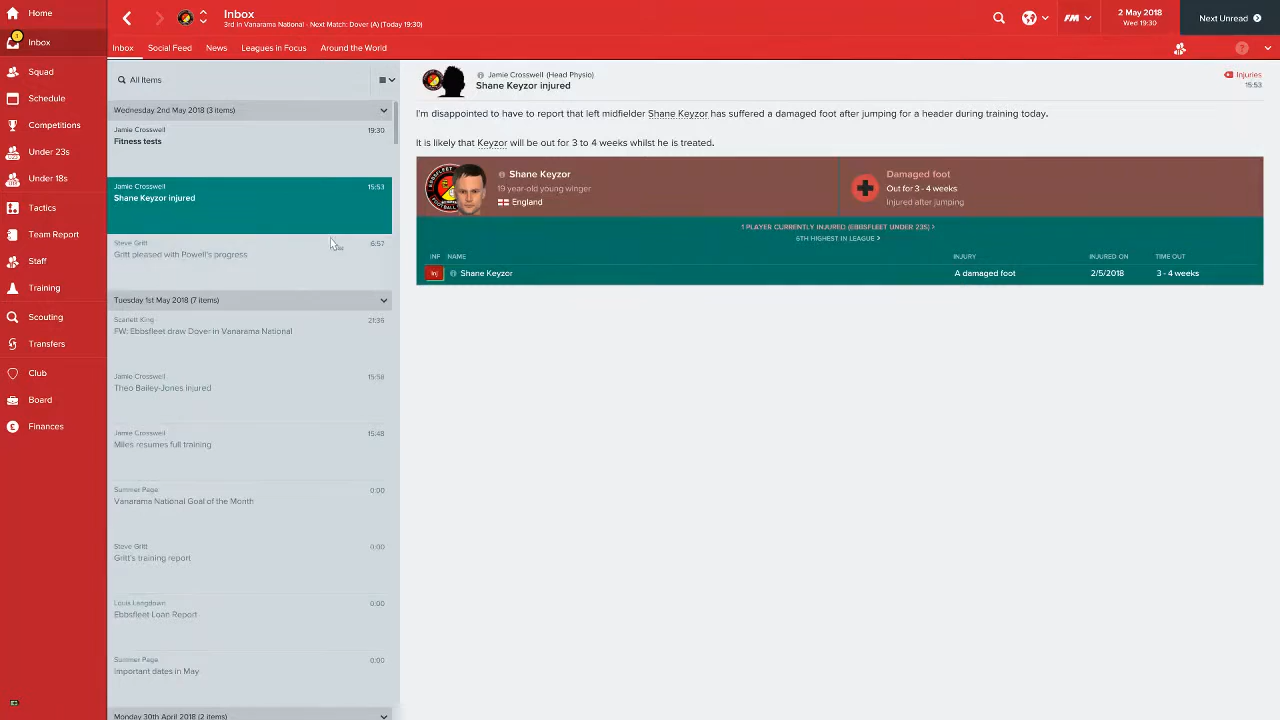 Home
1
Inbox
Squad
Schedule
Competitions
Under 23s
Under 18s
Tactics
Team Report
Staff
Training
Scouting
Transfers
Club
Board
Finances
Inbox
3rd in Vanarama National - Next Match: Dover (A) (Today 19:30)
FM
2 May 2018
Wed 19:30
Next Unread
Inbox
Social Feed
News
Leagues in Focus
Around the World
?
All Items
Wednesday 2nd May 2018 (3 items)
Jamie Crosswell 19:30
Fitness tests
Jamie Crosswell 15:53
Shane Keyzor injured
Steve Gritt 6:57
Gritt pleased with Powell's progress
Tuesday 1st May 2018 (7 items)
Scarlett King 21:36
FW: Ebbsfleet draw Dover in Vanarama National
Jamie Crosswell 15:58
Theo Bailey-Jones injured
Jamie Crosswell 15:48
Miles resumes full training
Summer Page 0:00
Vanarama National Goal of the Month
Steve Gritt 0:00
Gritt's training report
Louis Langdown 0:00
Ebbsfleet Loan Report
Summer Page 0:00
Important dates in May
Monday 30th April 2018 (2 items)
Jamie Crosswell (Head Physio)
Shane Keyzor injured
Injuries
15:53
I'm disappointed to have to report that left midfielder Shane Keyzor has suffered a damaged foot after jumping for a header during training today.
It is likely that Keyzor will be out for 3 to 4 weeks whilst he is treated.
Shane Keyzor
19 year-old young winger
England
Damaged foot
Out for 3 - 4 weeks
Injured after jumping
1 PLAYER CURRENTLY INJURED (EBBSFLEET UNDER 23S) >
6TH HIGHEST IN LEAGUE >
INF NAME INJURY INJURED ON TIME OUT
Inj Shane Keyzor A damaged foot 2/5/2018 3 - 4 weeks